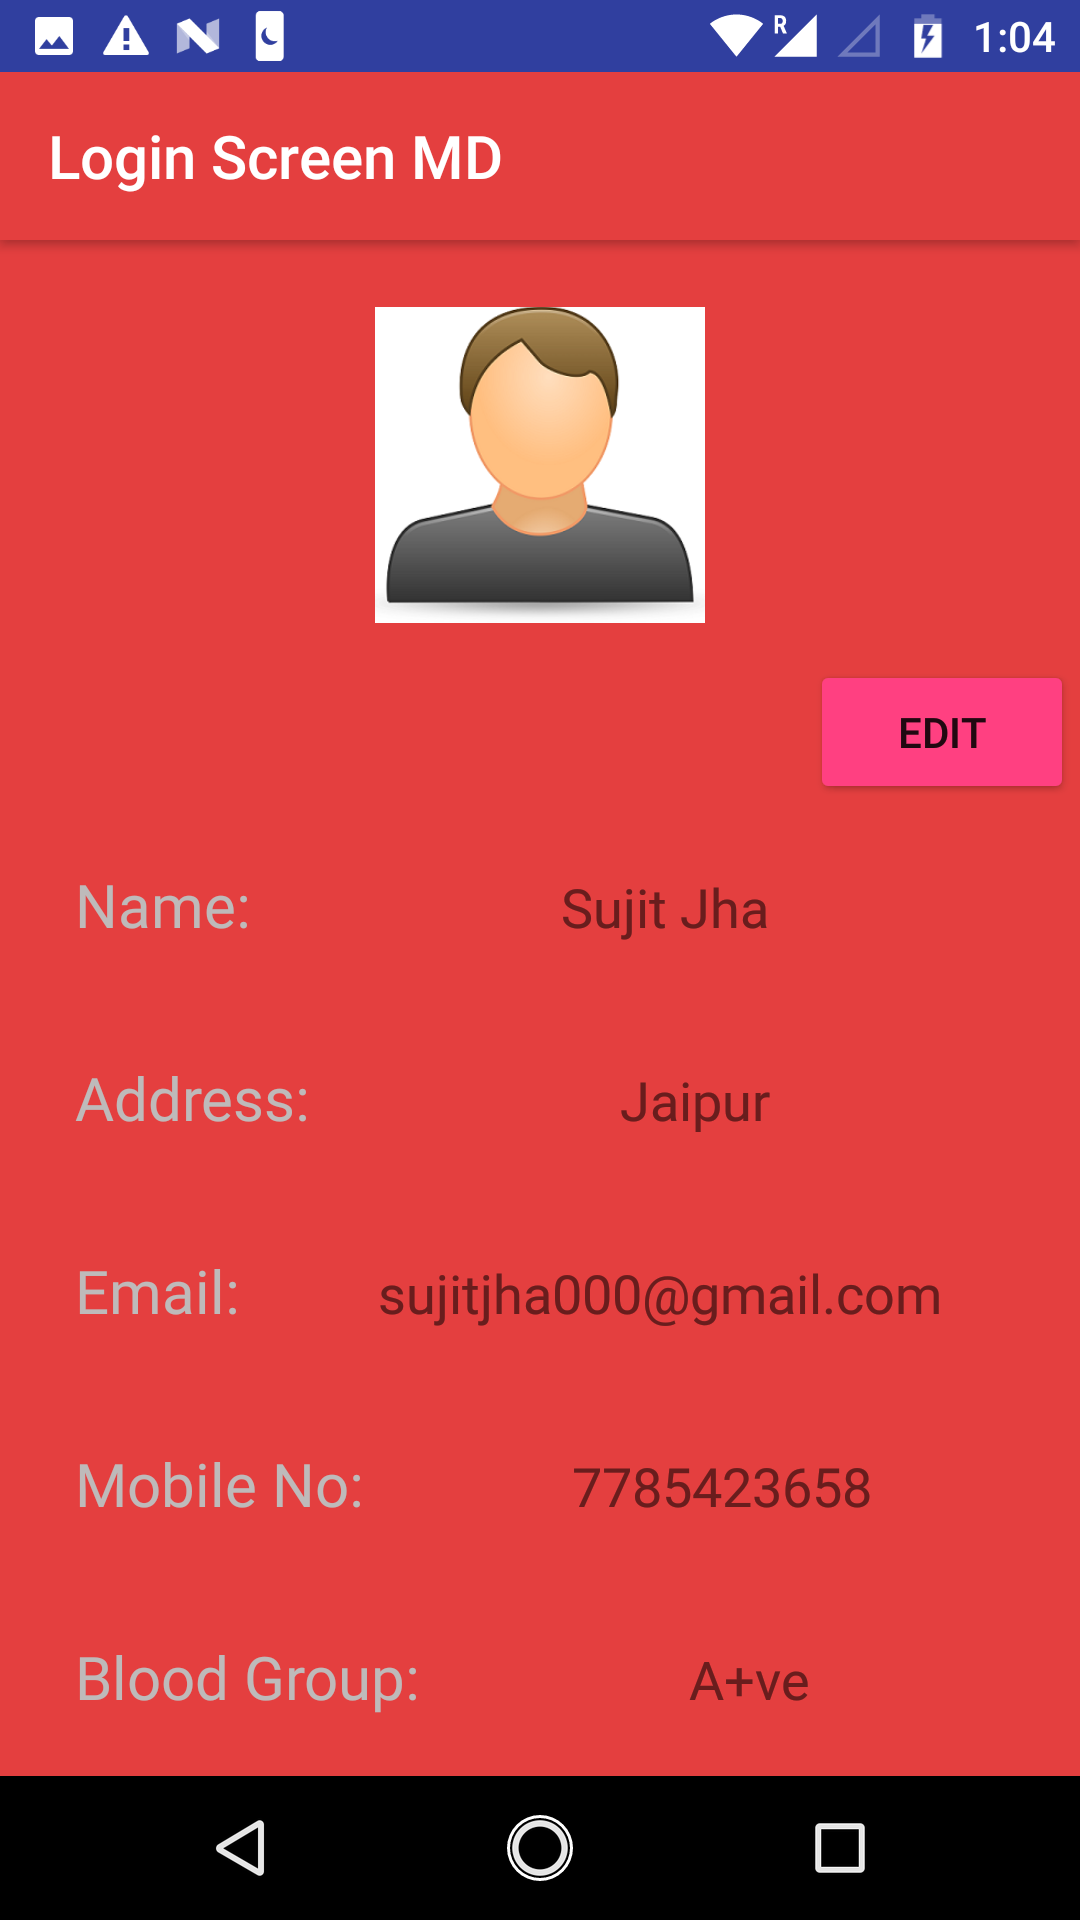 R 1:04
Login Screen MD
EDIT
Name: Sujit Jha
Address: Jaipur
Email: sujitjha000@gmail.com
Mobile No: 7785423658
Blood Group: A+ve